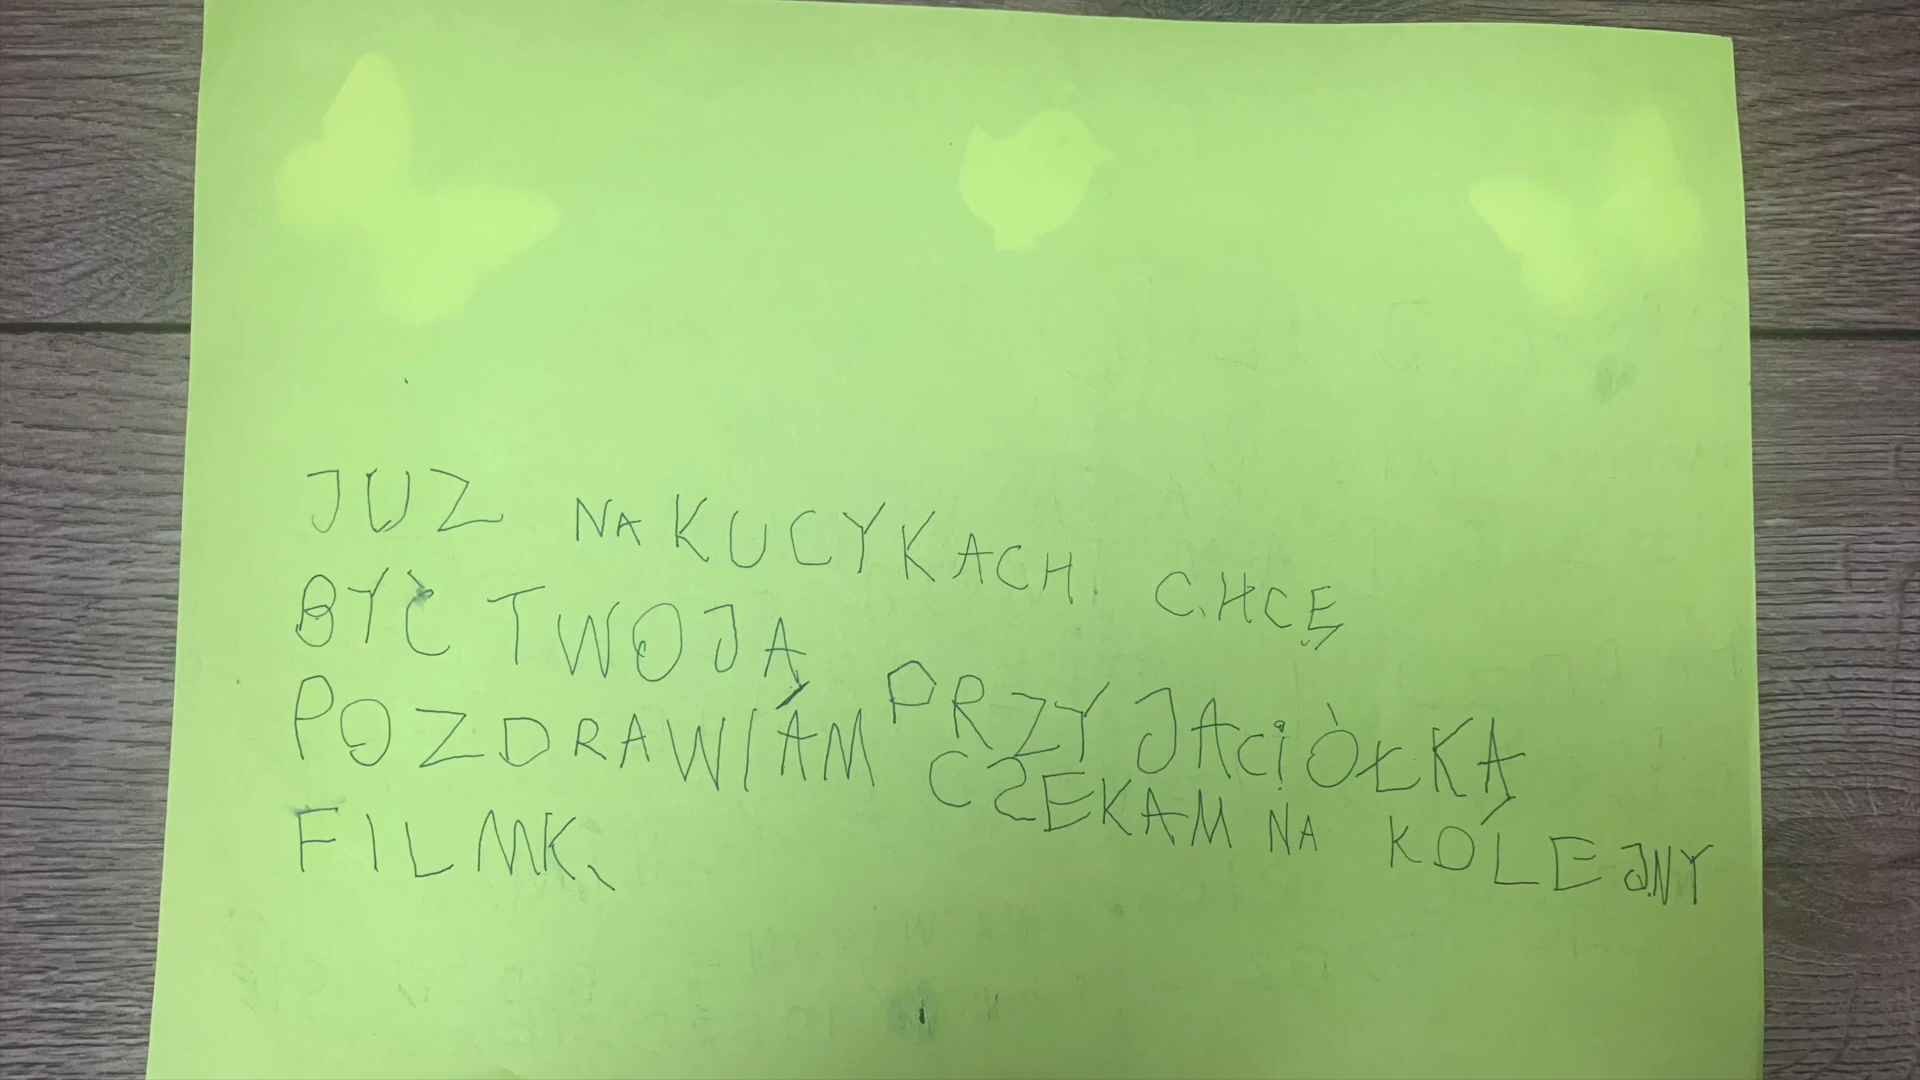 JUZ NA KUCYKACH CHCĘ
BYĆ TWOJĄ PRZYJACIÓŁKĄ
POZDRAWIAM CZEKAM NA KOLEJNY
FILMK